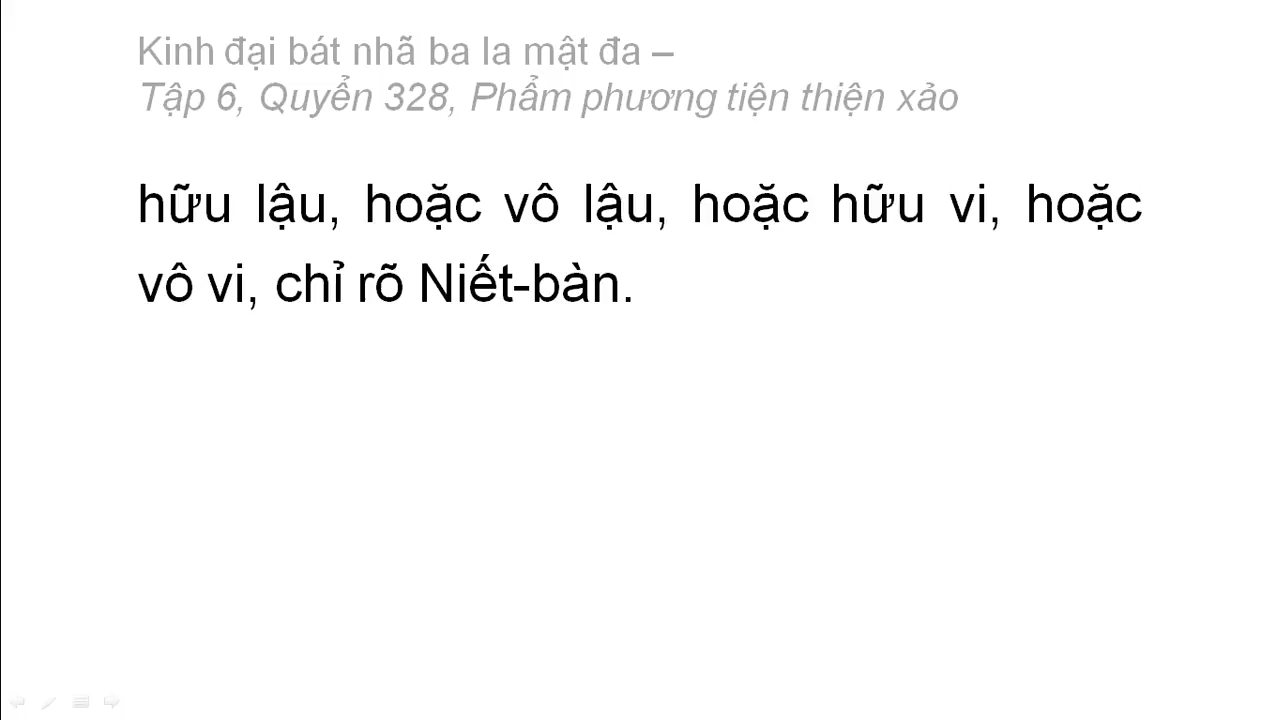 Kinh đại bát nhã ba la mật đa –
Tập 6, Quyển 328, Phẩm phương tiện thiện xảo
hữu lậu, hoặc vô lậu, hoặc hữu vi, hoặc
vô vi, chỉ rõ Niết-bàn.